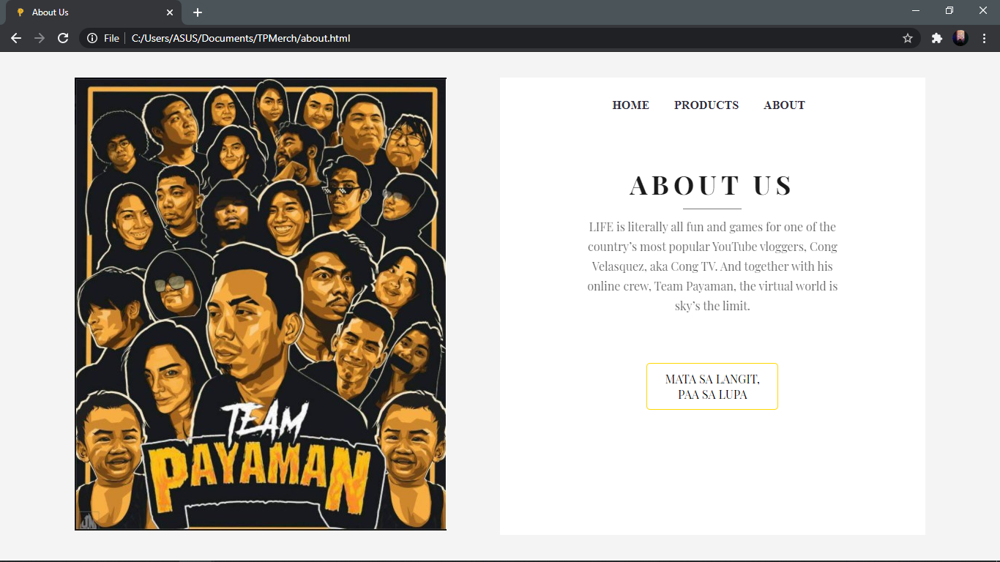 About Us
File
C:/Users/ASUS/Documents/TPMerch/about.html
TEAM
PAYAMAN
JM
HOME PRODUCTS ABOUT
ABOUT US
LIFE is literally all fun and games for one of the
country’s most popular YouTube vloggers, Cong
Velasquez, aka Cong TV. And together with his
online crew, Team Payaman, the virtual world is
sky’s the limit.
MATA SA LANGIT,
PAA SA LUPA